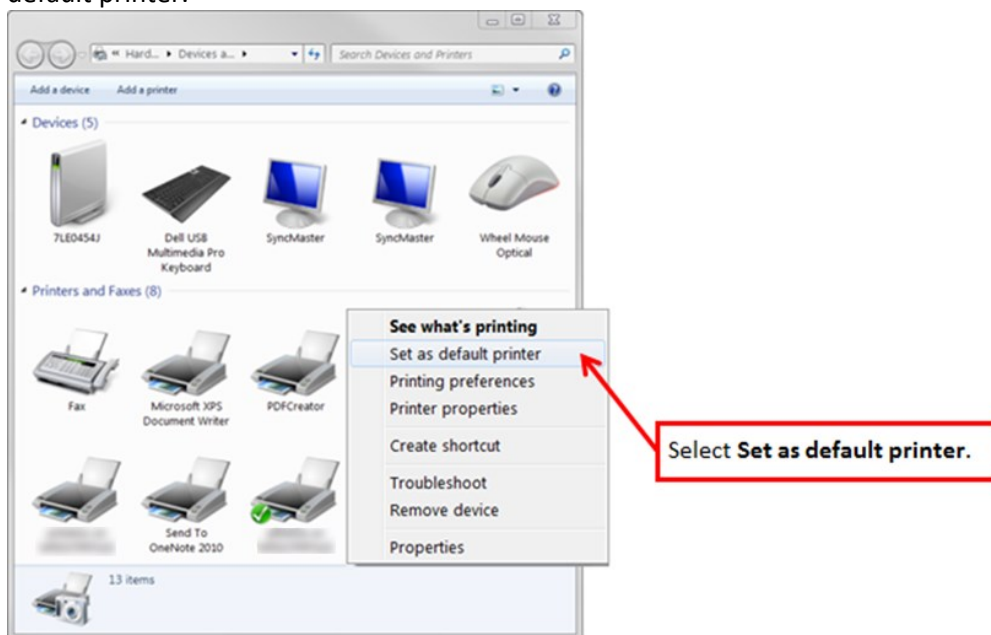 default printer.
« Hard... ▸ Devices a... ▸
Search Devices and Printers
Add a device Add a printer
Devices (5)
7LE0454J
Dell USB
Multimedia Pro
Keyboard
SyncMaster
SyncMaster
Wheel Mouse
Optical
Printers and Faxes (8)
Fax
Microsoft XPS
Document Writer
PDFCreator
Send To
OneNote 2010
See what's printing
Set as default printer
Printing preferences
Printer properties
Create shortcut
Troubleshoot
Remove device
Properties
13 items
Select Set as default printer.